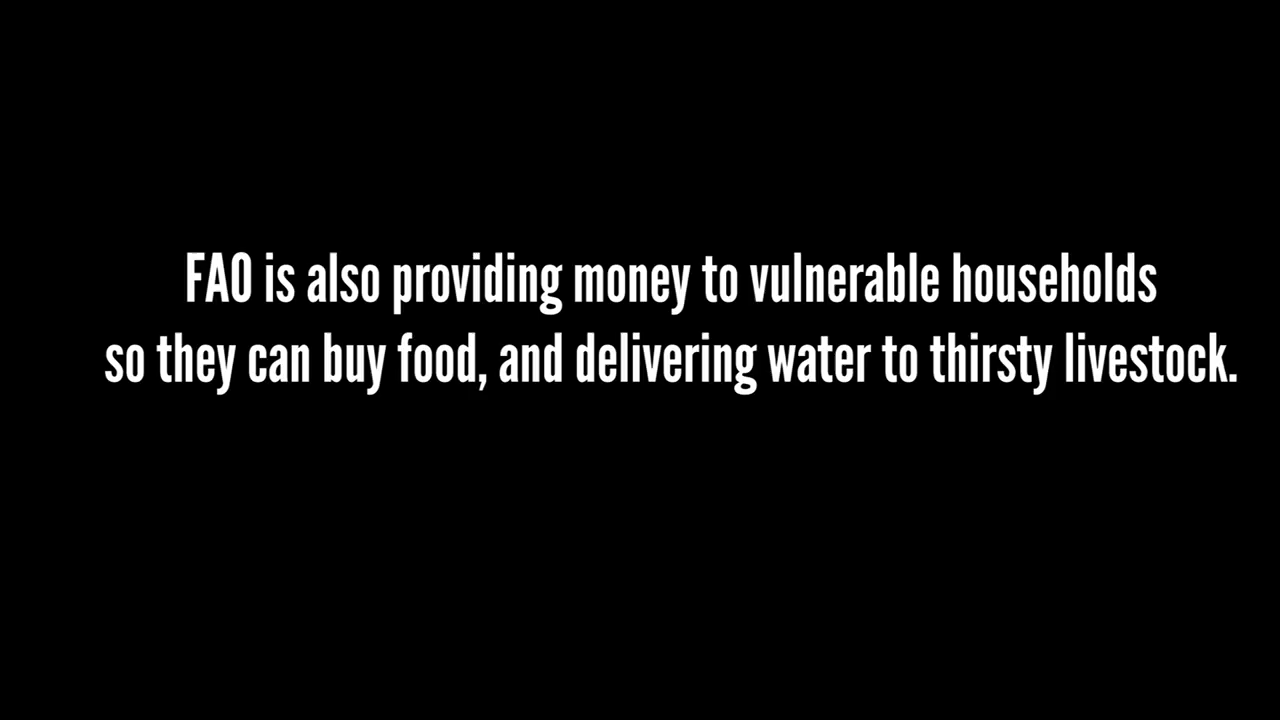 FAO is also providing money to vulnerable households
so they can buy food, and delivering water to thirsty livestock.